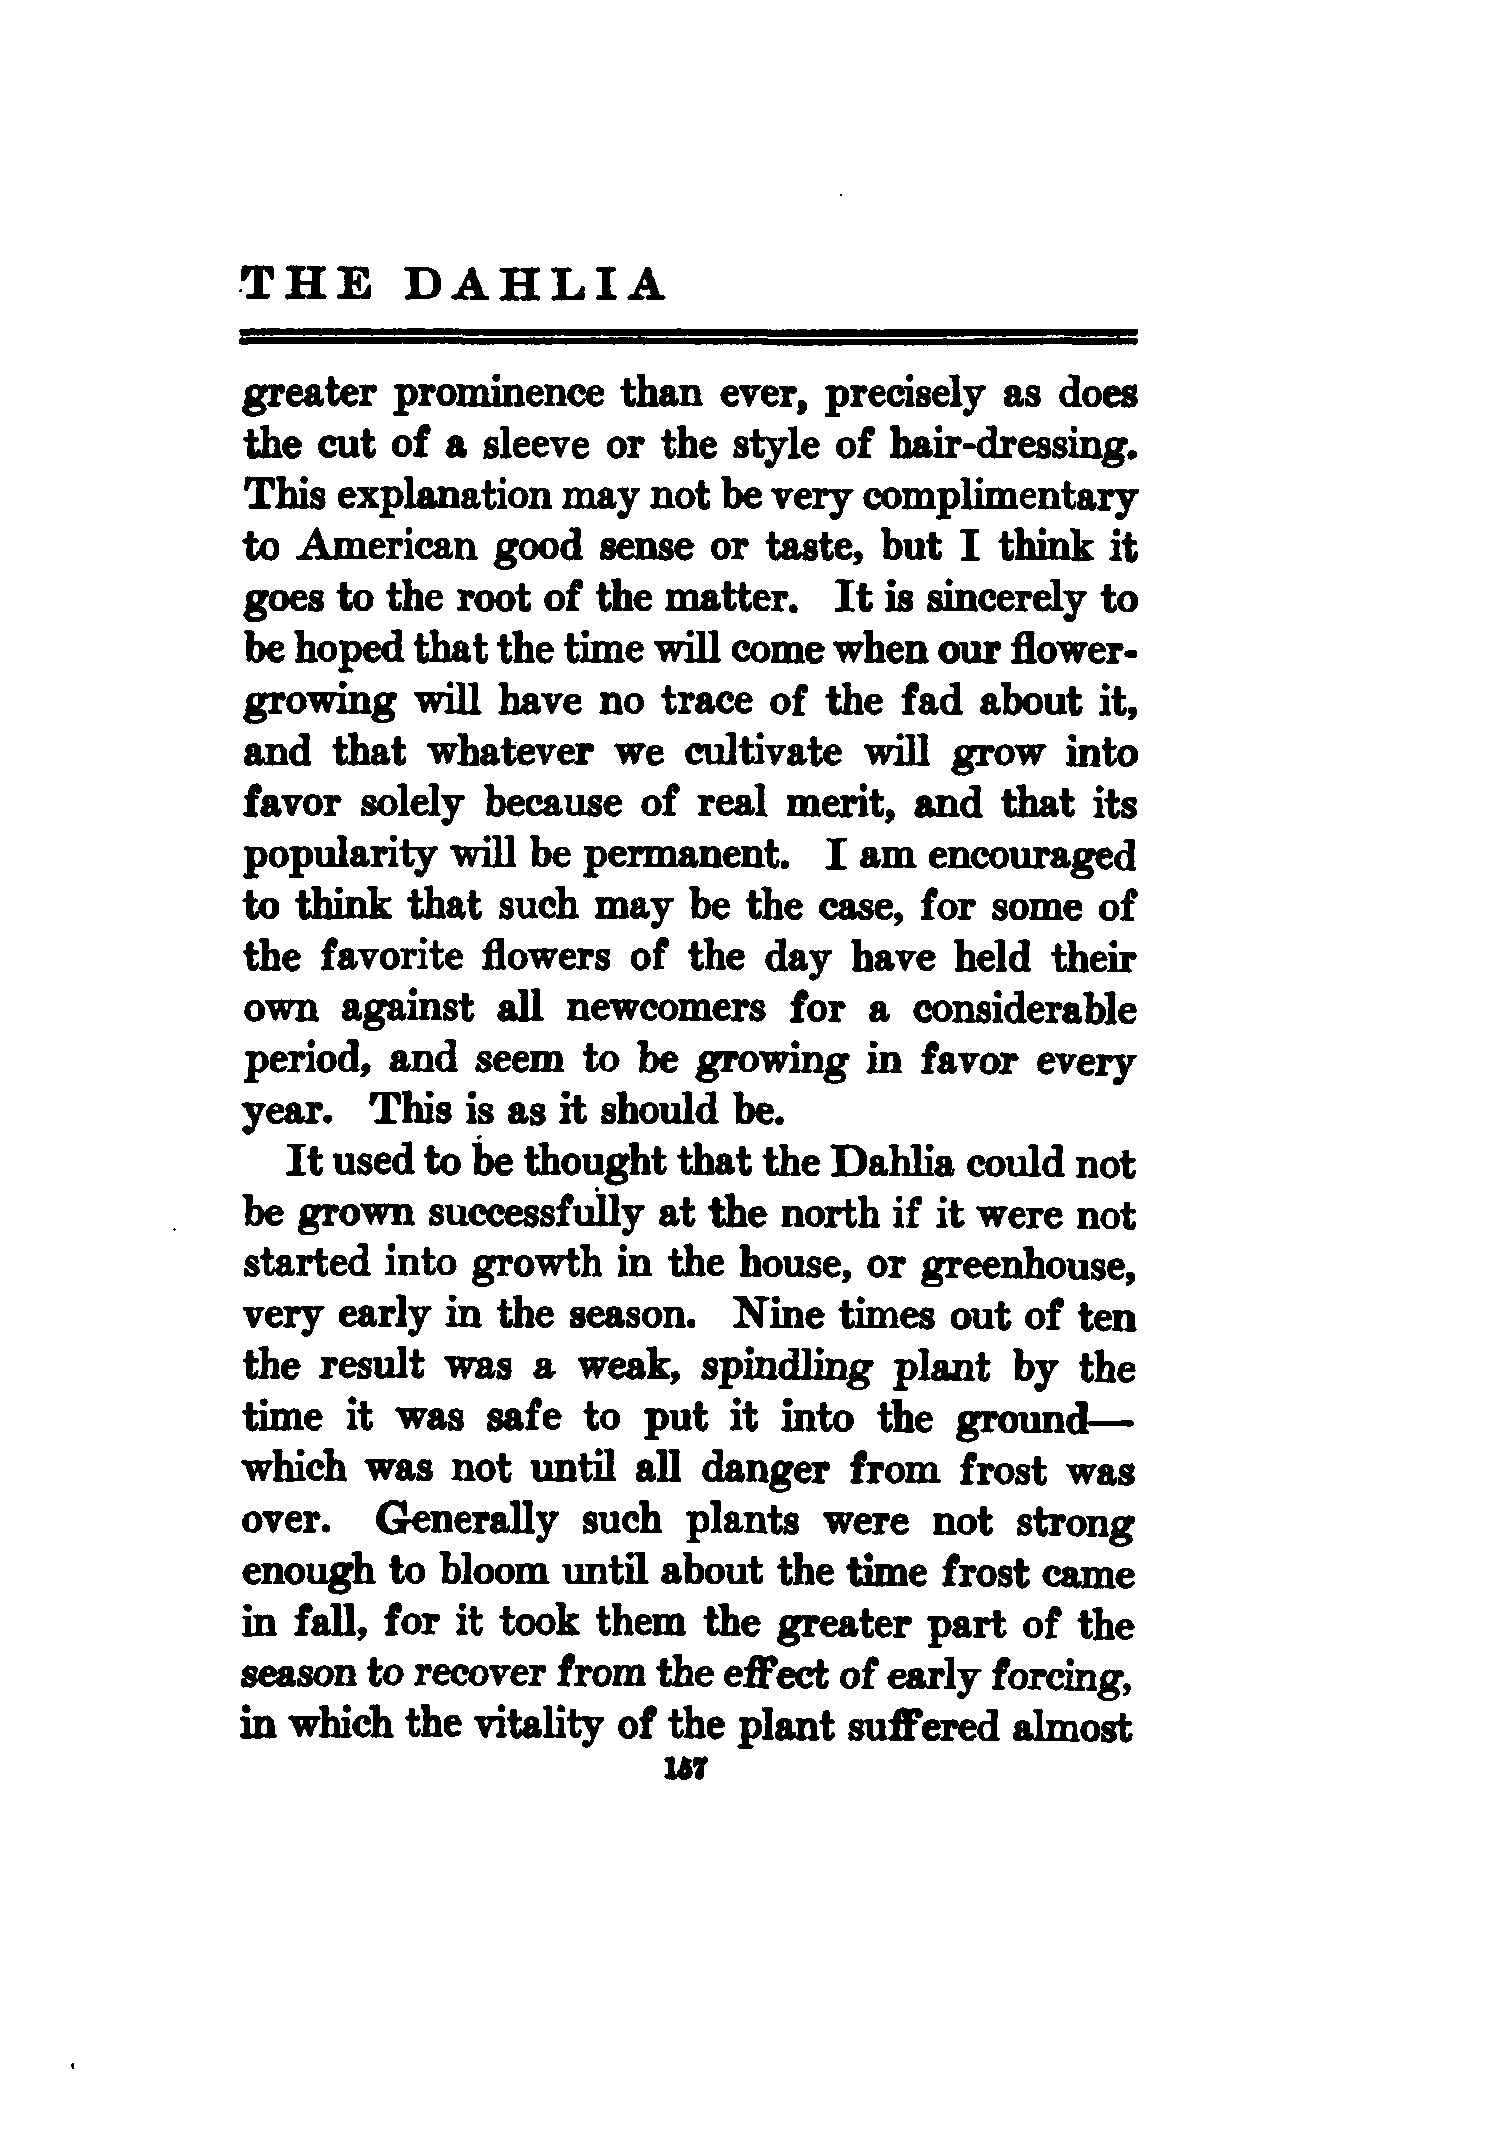 THE DAHLIA
greater prominence than ever, precisely as does
the cut of a sleeve or the style of hair-dressing.
This explanation may not be very complimentary
to American good sense or taste, but I think it
goes to the root of the matter. It is sincerely to
be hoped that the time will come when our flower-
growing will have no trace of the fad about it,
and that whatever we cultivate will grow into
favor solely because of real merit, and that its
popularity will be permanent. I am encouraged
to think that such may be the case, for some of
the favorite flowers of the day have held their
own against all newcomers for a considerable
period, and seem to be growing in favor every
year. This is as it should be.
It used to be thought that the Dahlia could not
be grown successfully at the north if it were not
started into growth in the house, or greenhouse,
very early in the season. Nine times out of ten
the result was a weak, spindling plant by the
time it was safe to put it into the ground—
which was not until all danger from frost was
over. Generally such plants were not strong
enough to bloom until about the time frost came
in fall, for it took them the greater part of the
season to recover from the effect of early forcing,
in which the vitality of the plant suffered almost
157